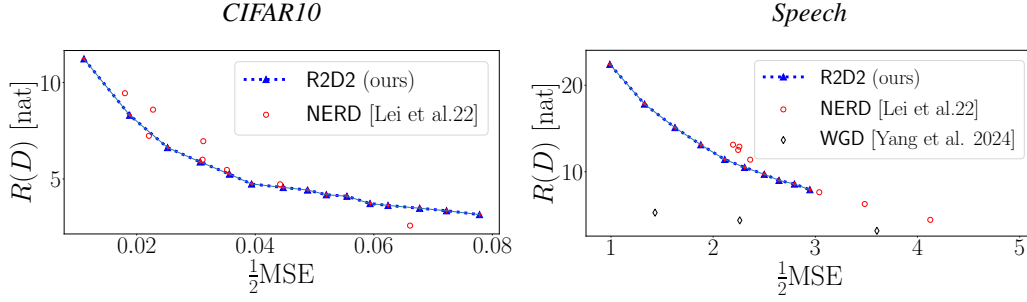 CIFAR10
R(D) [nat]
10
5
R2D2 (ours)
NERD [Lei et al.22]
0.02 0.04 0.06 0.08
½MSE
Speech
R(D) [nat]
20
10
R2D2 (ours)
NERD [Lei et al.22]
WGD [Yang et al. 2024]
1 2 3 4 5
½MSE